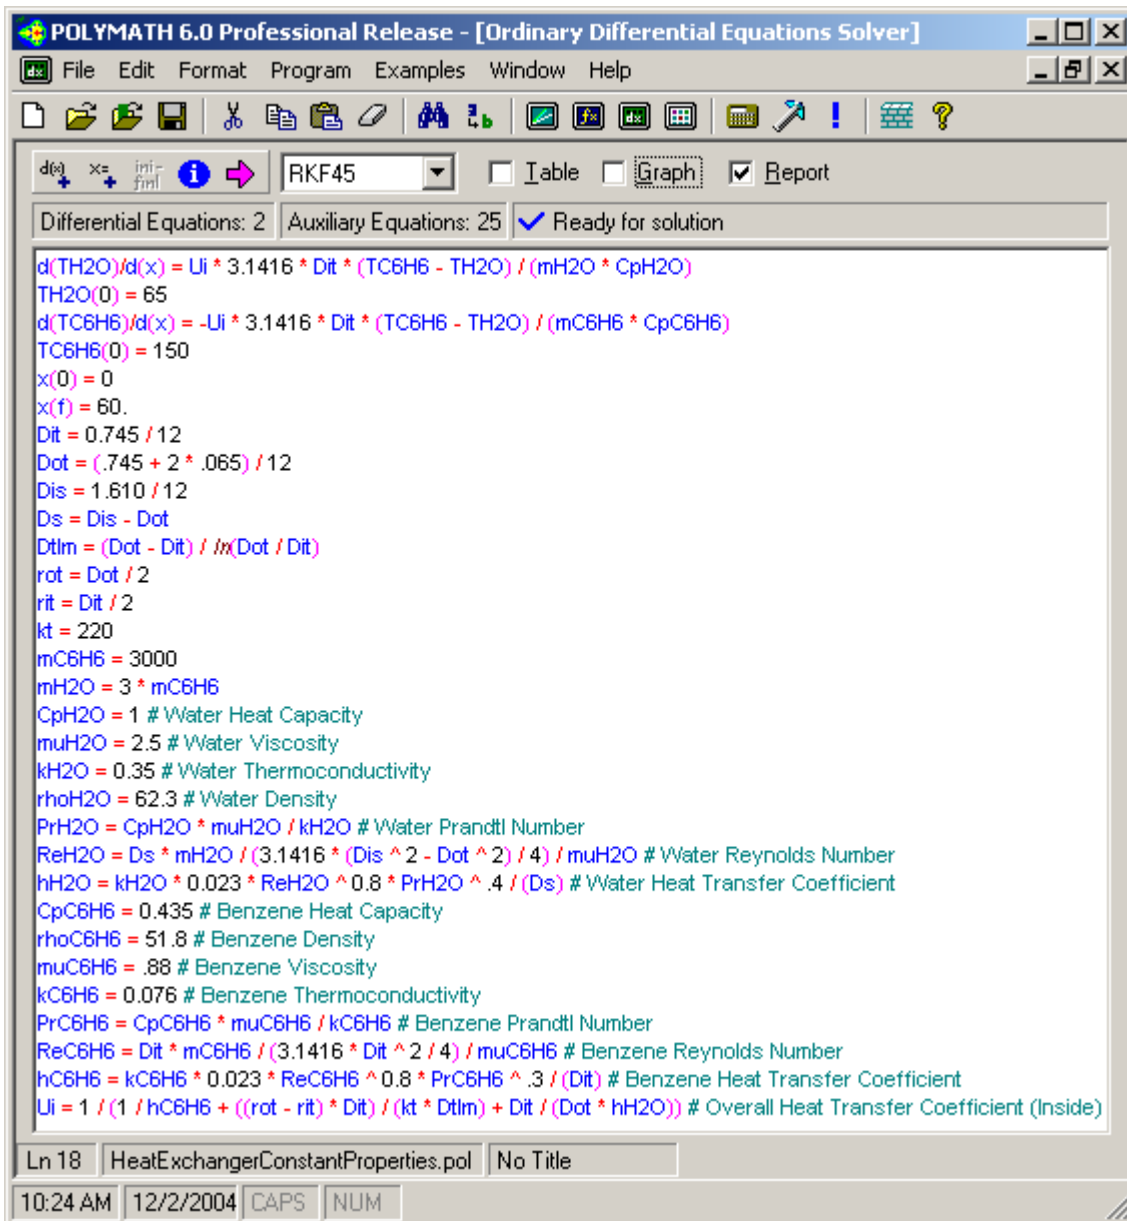 POLYMATH 6.0 Professional Release - [Ordinary Differential Equations Solver]
File Edit Format Program Examples Window Help
d(x) x= ini- finl RKF45 Table Graph Report
Differential Equations: 2 Auxiliary Equations: 25 Ready for solution
d(TH2O)/d(x) = Ui * 3.1416 * Dit * (TC6H6 - TH2O) / (mH2O * CpH2O)
TH2O(0) = 65
d(TC6H6)/d(x) = -Ui * 3.1416 * Dit * (TC6H6 - TH2O) / (mC6H6 * CpC6H6)
TC6H6(0) = 150
x(0) = 0
x(f) = 60.
Dit = 0.745 / 12
Dot = (.745 + 2 * .065) / 12
Dis = 1.610 / 12
Ds = Dis - Dot
Dtlm = (Dot - Dit) / ln(Dot / Dit)
rot = Dot / 2
rit = Dit / 2
kt = 220
mC6H6 = 3000
mH2O = 3 * mC6H6
CpH2O = 1 # Water Heat Capacity
muH2O = 2.5 # Water Viscosity
kH2O = 0.35 # Water Thermoconductivity
rhoH2O = 62.3 # Water Density
PrH2O = CpH2O * muH2O / kH2O # Water Prandtl Number
ReH2O = Ds * mH2O / (3.1416 * (Dis ^ 2 - Dot ^ 2) / 4) / muH2O # Water Reynolds Number
hH2O = kH2O * 0.023 * ReH2O ^ 0.8 * PrH2O ^ .4 / (Ds) # Water Heat Transfer Coefficient
CpC6H6 = 0.435 # Benzene Heat Capacity
rhoC6H6 = 51.8 # Benzene Density
muC6H6 = .88 # Benzene Viscosity
kC6H6 = 0.076 # Benzene Thermoconductivity
PrC6H6 = CpC6H6 * muC6H6 / kC6H6 # Benzene Prandtl Number
ReC6H6 = Dit * mC6H6 / (3.1416 * Dit ^ 2 / 4) / muC6H6 # Benzene Reynolds Number
hC6H6 = kC6H6 * 0.023 * ReC6H6 ^ 0.8 * PrC6H6 ^ .3 / (Dit) # Benzene Heat Transfer Coefficient
Ui = 1 / (1 / hC6H6 + ((rot - rit) * Dit) / (kt * Dtlm) + Dit / (Dot * hH2O)) # Overall Heat Transfer Coefficient (Inside)
Ln 18 HeatExchangerConstantProperties.pol No Title
10:24 AM 12/2/2004 CAPS NUM